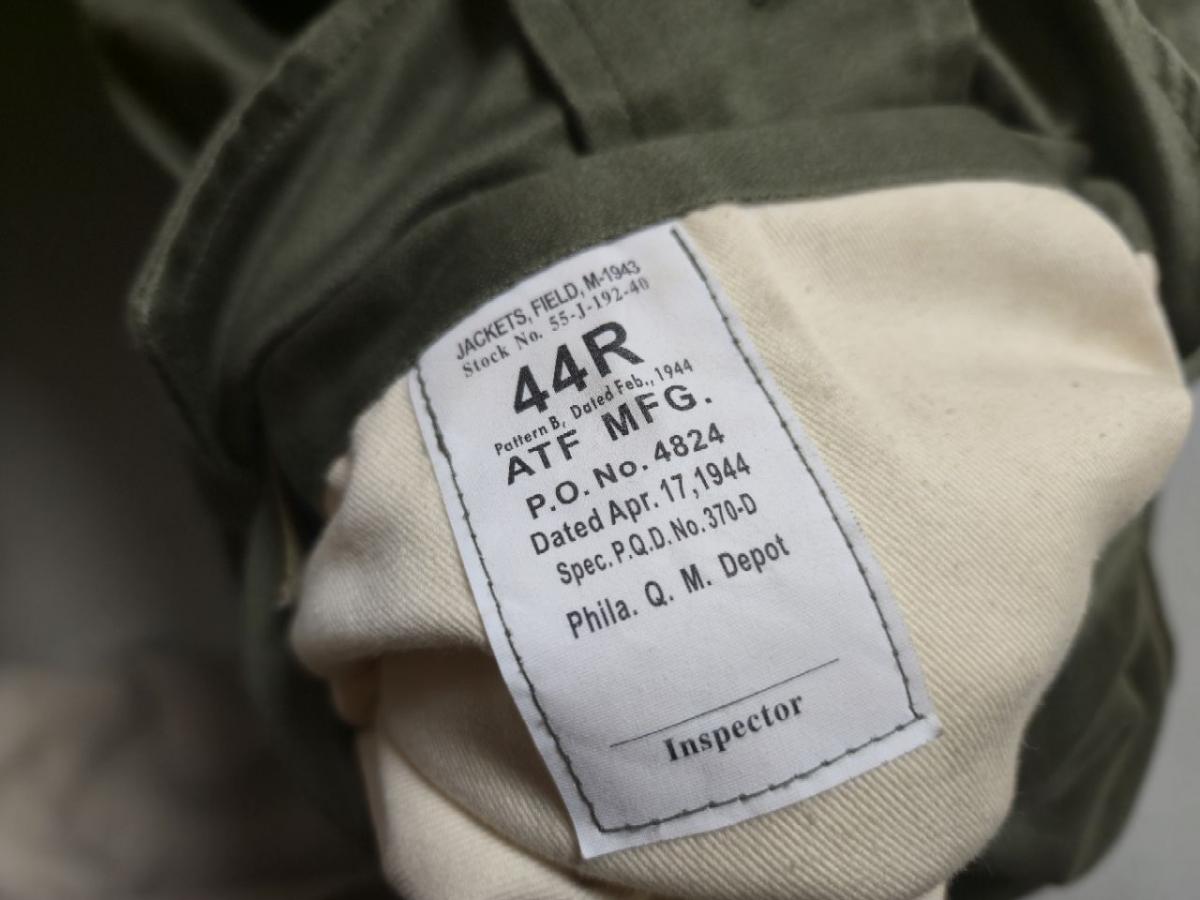 JACKETS, FIELD, M-1943
Stock No. 55-J-192-40
44R
Pattern B, Dated Feb., 1944
ATF MFG.
P.O. No. 4824
Dated Apr. 17,1944
Spec. P.Q.D. No. 370-D
Phila. Q. M. Depot
Inspector